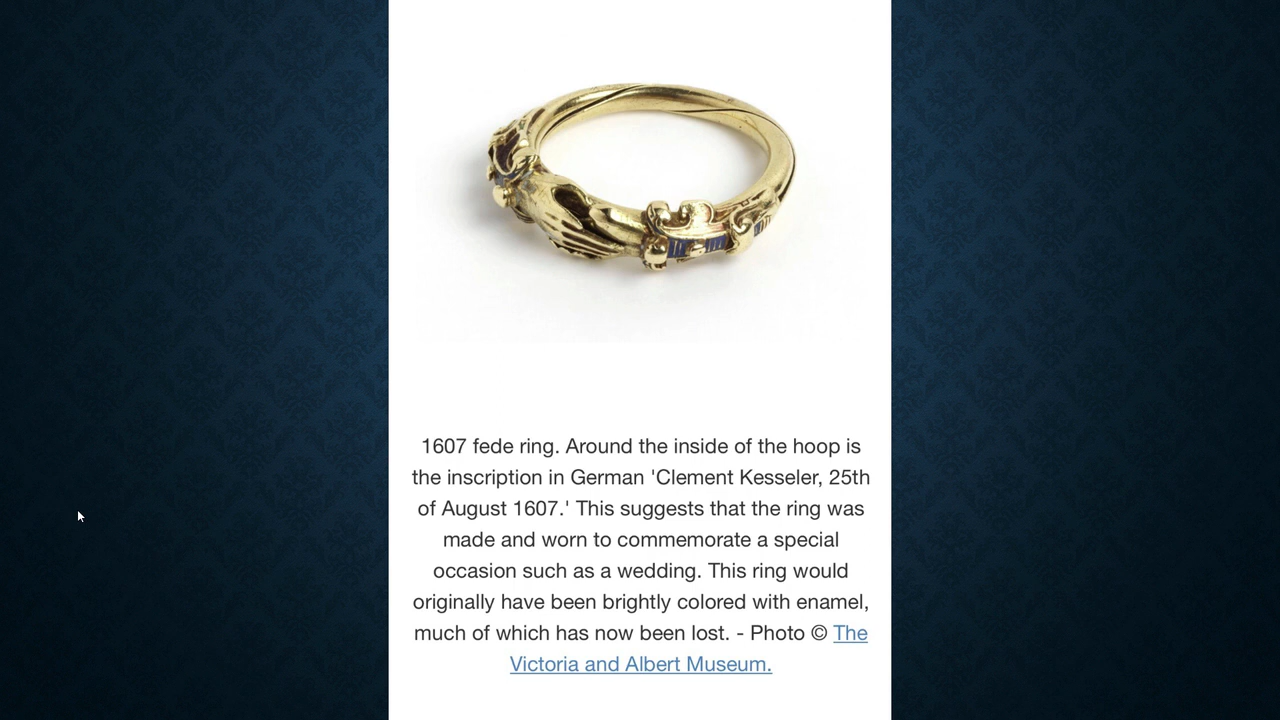 1607 fede ring. Around the inside of the hoop is
the inscription in German 'Clement Kesseler, 25th
of August 1607.' This suggests that the ring was
made and worn to commemorate a special
occasion such as a wedding. This ring would
originally have been brightly colored with enamel,
much of which has now been lost. - Photo © The
Victoria and Albert Museum.